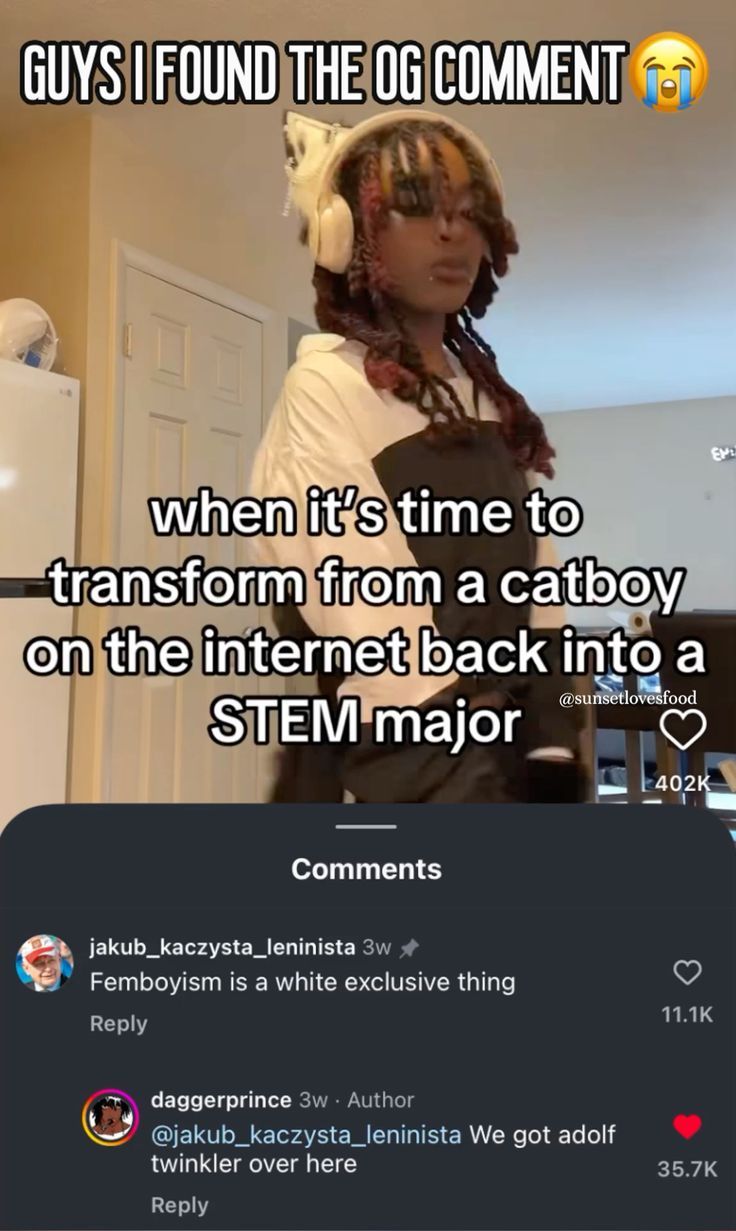 GUYS I FOUND THE OG COMMENT😭
when it's time to
transform from a catboy
on the internet back into a
STEM major
@sunsetlovesfood
402K
Comments
jakub_kaczysta_leninista 3w
Femboyism is a white exclusive thing
Reply
11.1K
daggerprince 3w · Author
@jakub_kaczysta_leninista We got adolf
twinkler over here
Reply
35.7K